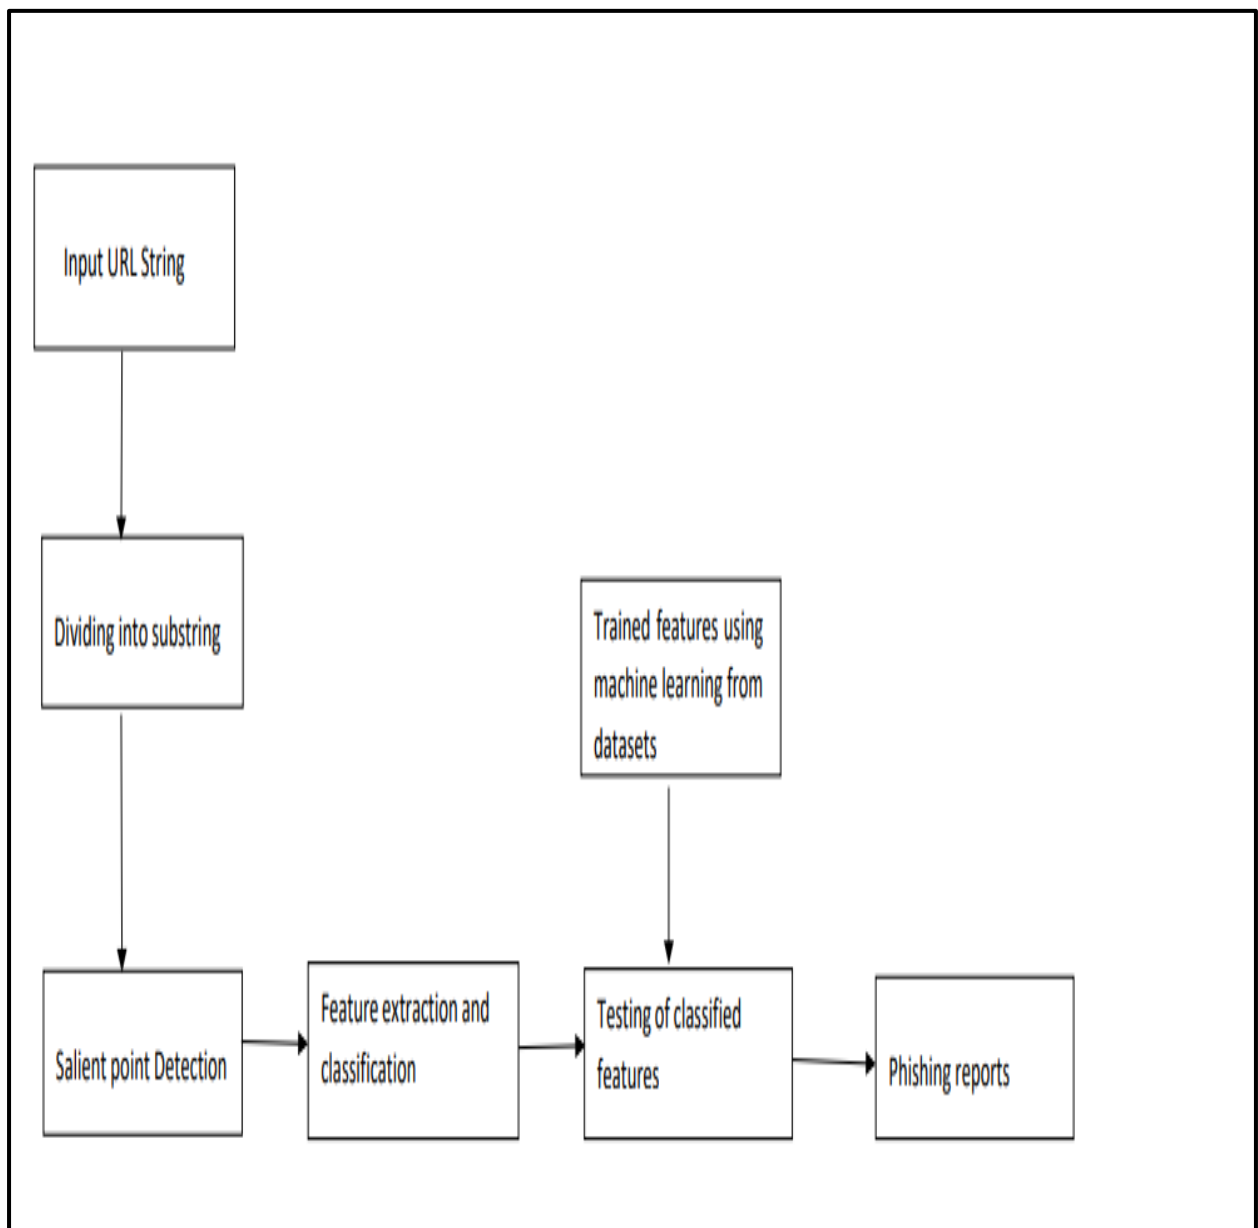 Input URL String
Dividing into substring
Trained features using
machine learning from
datasets
Salient point Detection
Feature extraction and
classification
Testing of classified
features
Phishing reports